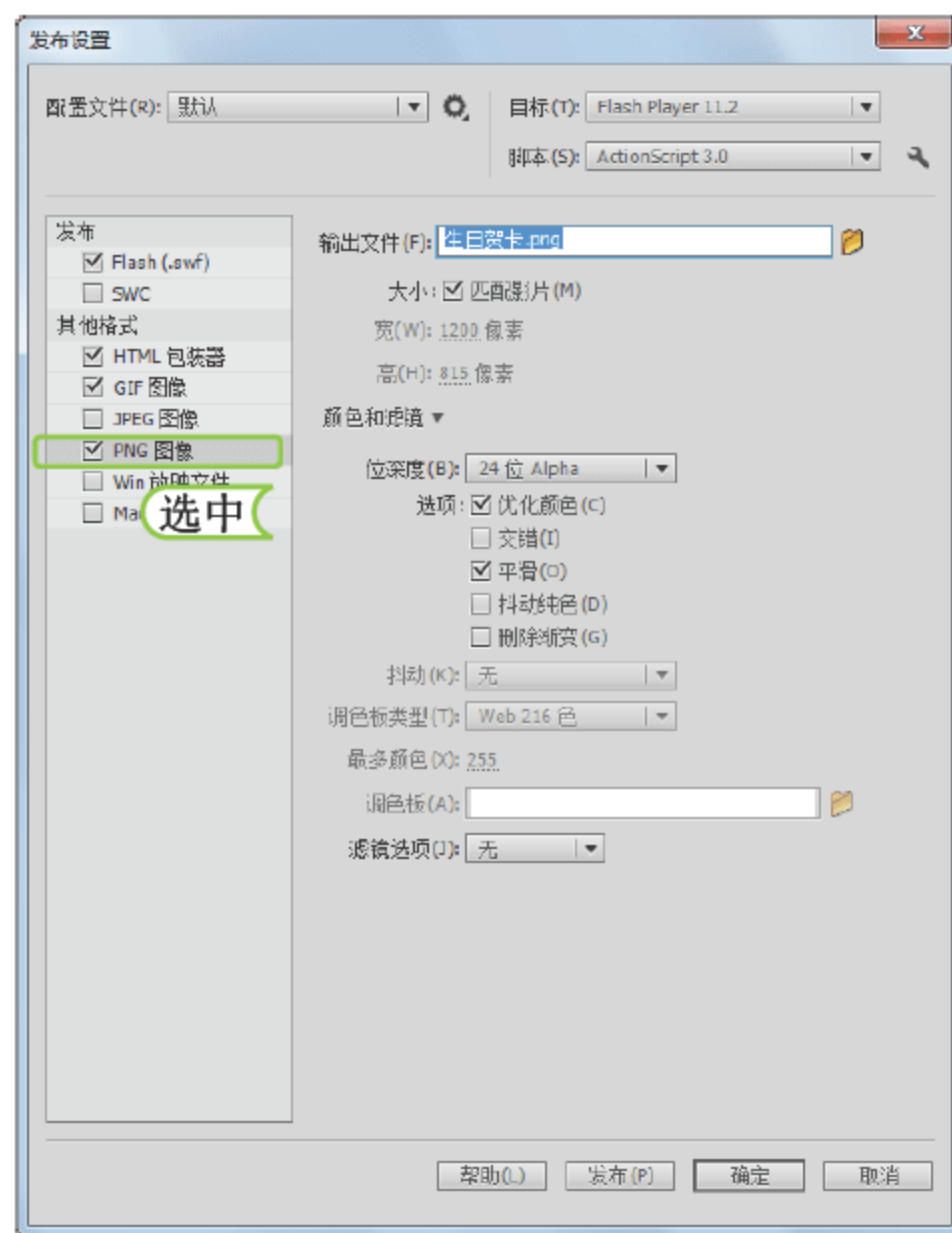 发布设置
配置文件(R): 默认
目标(T): Flash Player 11.2
脚本(S): ActionScript 3.0
发布
Flash (.swf)
SWC
其他格式
HTML 包装器
GIF 图像
JPEG 图像
PNG 图像
Win 放映文件
Ma
选中
输出文件(F): 生日贺卡.png
大小: 匹配影片(M)
宽(W): 1200 像素
高(H): 815 像素
颜色和滤镜
位深度(B): 24 位 Alpha
选项: 优化颜色(C)
交错(I)
平滑(O)
抖动纯色(D)
删除渐变(G)
抖动(K): 无
调色板类型(T): Web 216 色
最多颜色(X): 255
调色板(A):
滤镜选项(J): 无
帮助(L)
发布(P)
确定
取消